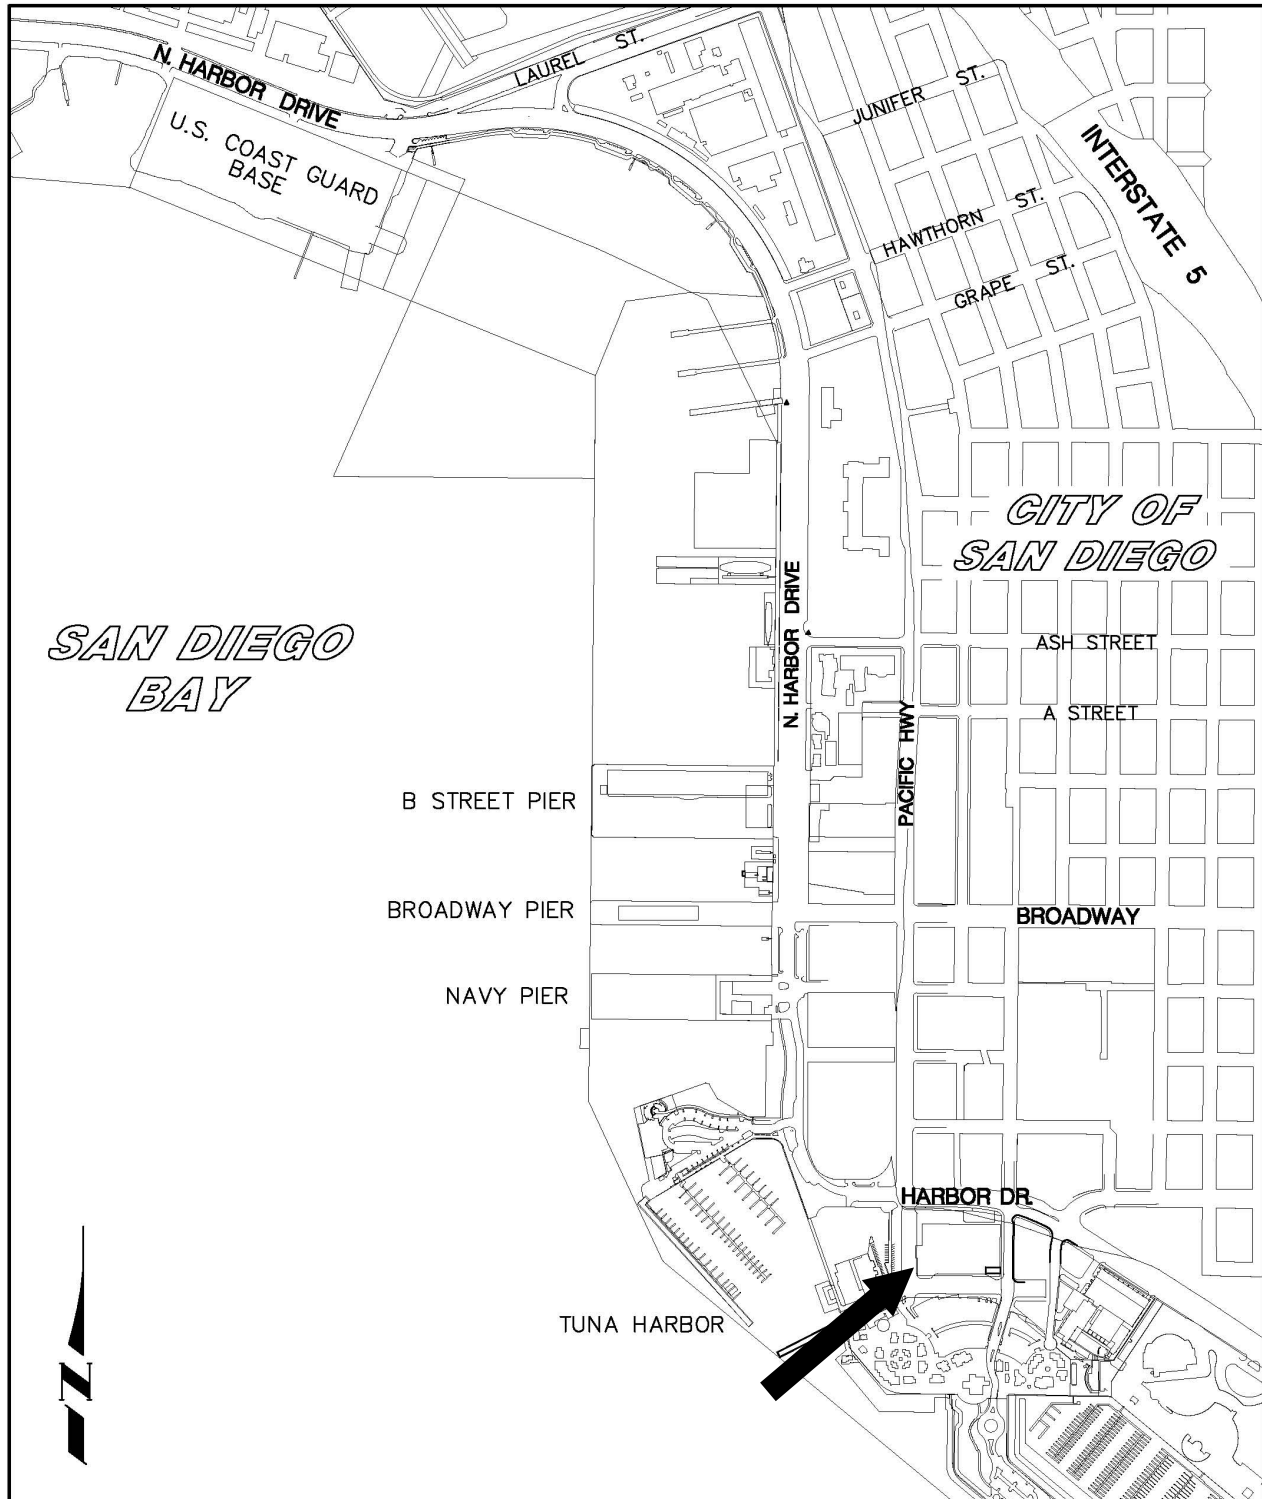 LAUREL ST.
N. HARBOR DRIVE
JUNIFER ST.
U.S. COAST GUARD
BASE
INTERSTATE 5
HAWTHORN ST.
GRAPE ST.
CITY OF
SAN DIEGO
N. HARBOR DRIVE
SAN DIEGO
BAY
ASH STREET
A STREET
PACIFIC HWY
B STREET PIER
BROADWAY PIER
BROADWAY
NAVY PIER
HARBOR DR.
TUNA HARBOR
N